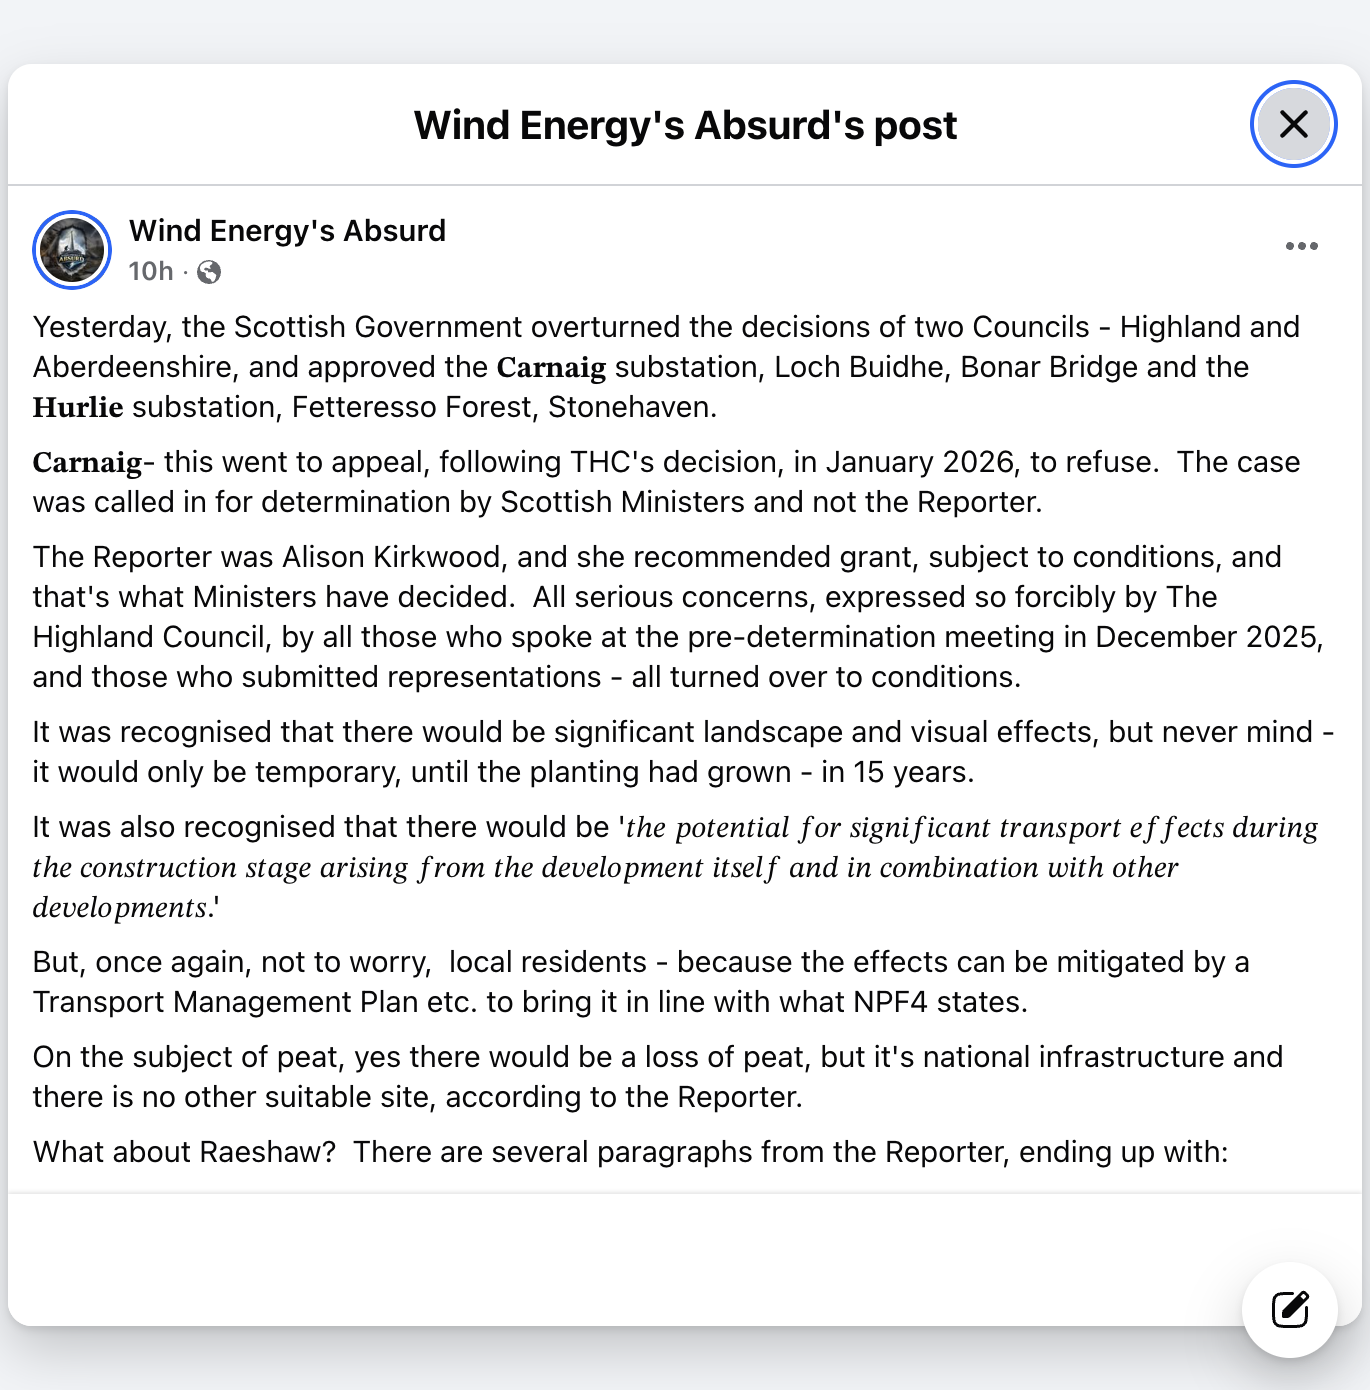 Wind Energy's Absurd's post
Wind Energy's Absurd
10h ·
Yesterday, the Scottish Government overturned the decisions of two Councils - Highland and
Aberdeenshire, and approved the Carnaig substation, Loch Buidhe, Bonar Bridge and the
Hurlie substation, Fetteresso Forest, Stonehaven.
Carnaig- this went to appeal, following THC's decision, in January 2026, to refuse.  The case
was called in for determination by Scottish Ministers and not the Reporter.
The Reporter was Alison Kirkwood, and she recommended grant, subject to conditions, and
that's what Ministers have decided.  All serious concerns, expressed so forcibly by The
Highland Council, by all those who spoke at the pre-determination meeting in December 2025,
and those who submitted representations - all turned over to conditions.
It was recognised that there would be significant landscape and visual effects, but never mind -
it would only be temporary, until the planting had grown - in 15 years.
It was also recognised that there would be 'the potential for significant transport effects during
the construction stage arising from the development itself and in combination with other
developments.'
But, once again, not to worry,  local residents - because the effects can be mitigated by a
Transport Management Plan etc. to bring it in line with what NPF4 states.
On the subject of peat, yes there would be a loss of peat, but it's national infrastructure and
there is no other suitable site, according to the Reporter.
What about Raeshaw?  There are several paragraphs from the Reporter, ending up with: